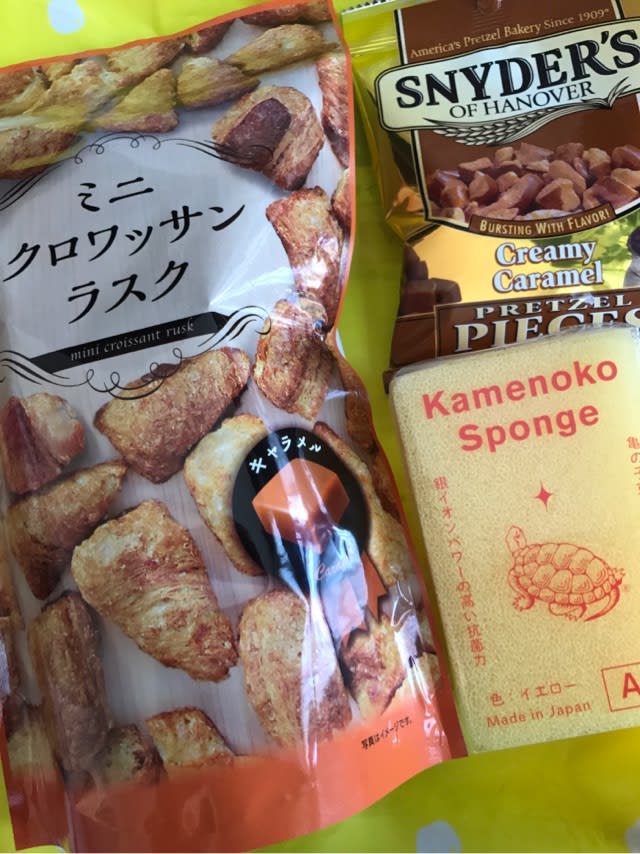 ミニ
クロワッサン
ラスク
mini croissant rusk
キャラメル
写真はイメージです。
America's Pretzel Bakery Since 1909*
SNYDER'S
OF HANOVER
BURSTING WITH FLAVOR!
Creamy
Caramel
PRETZEL
PIECES
Kamenoko
Sponge
亀の子
銀イオンパワーの高い抗菌力
色：イエロー
Made in Japan
A